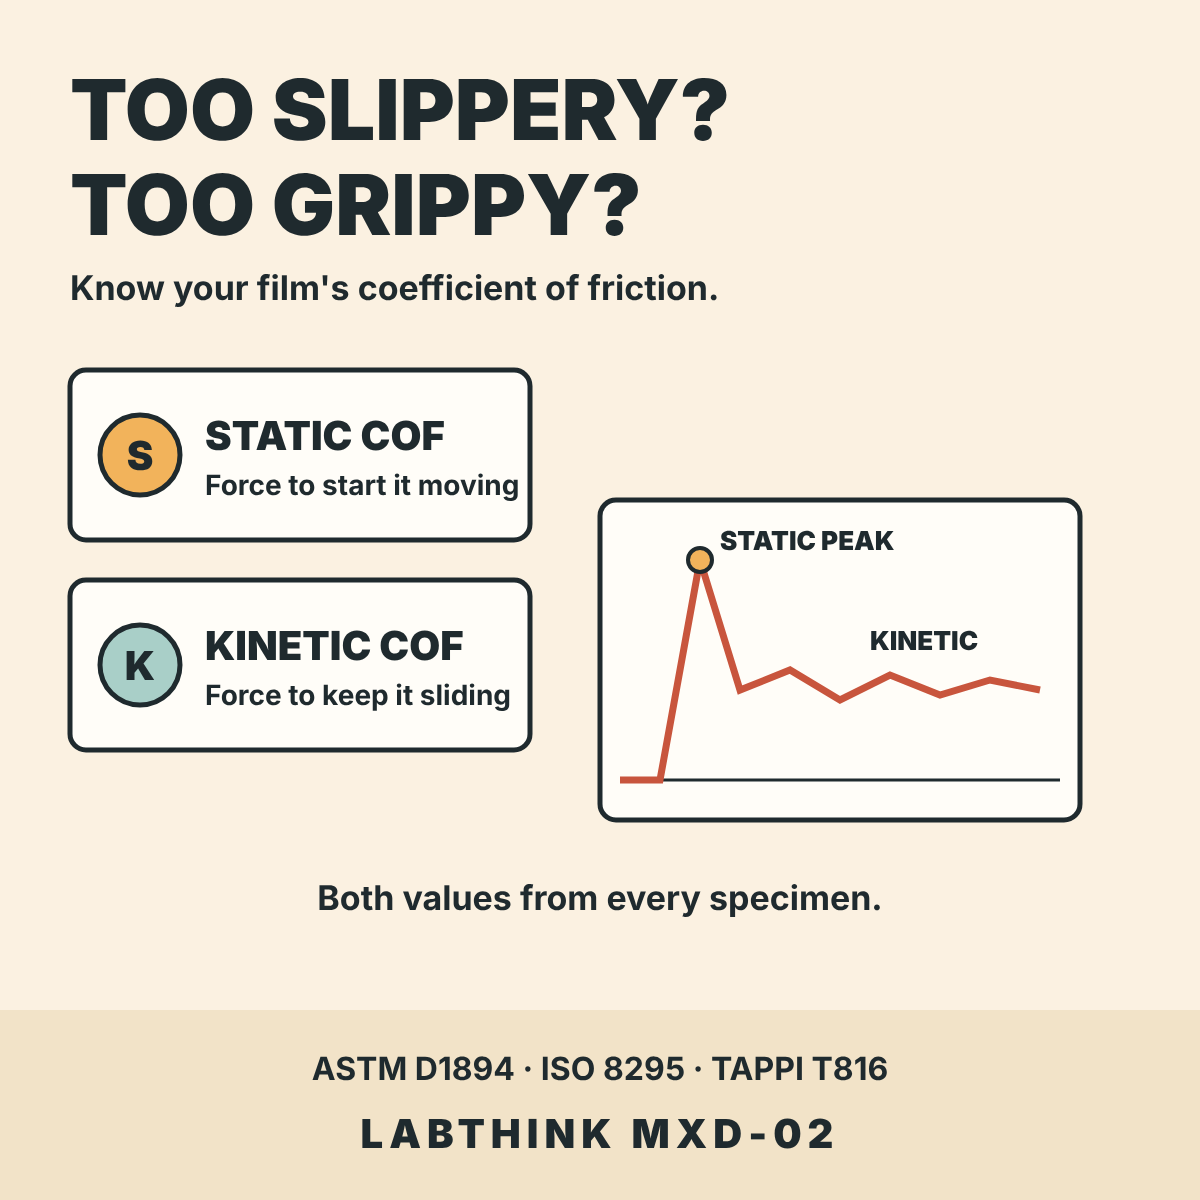 TOO SLIPPERY?
TOO GRIPPY?
Know your film's coefficient of friction.
S
STATIC COF
Force to start it moving
K
KINETIC COF
Force to keep it sliding
STATIC PEAK
KINETIC
Both values from every specimen.
ASTM D1894 · ISO 8295 · TAPPI T816
LABTHINK MXD-02